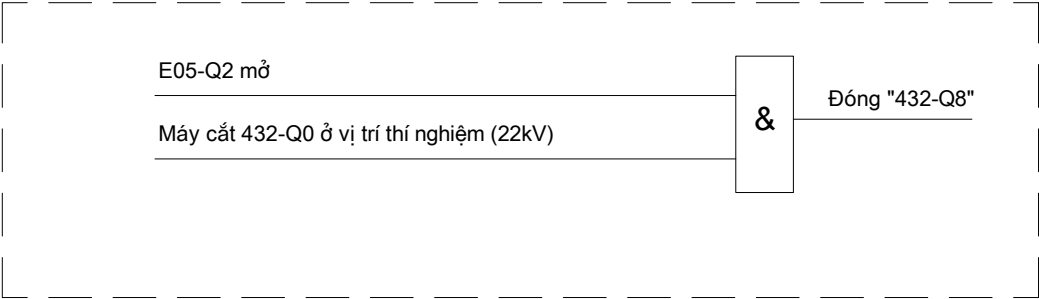 E05-Q2 mở
Đóng "432-Q8"
&
Máy cắt 432-Q0 ở vị trí thí nghiệm (22kV)